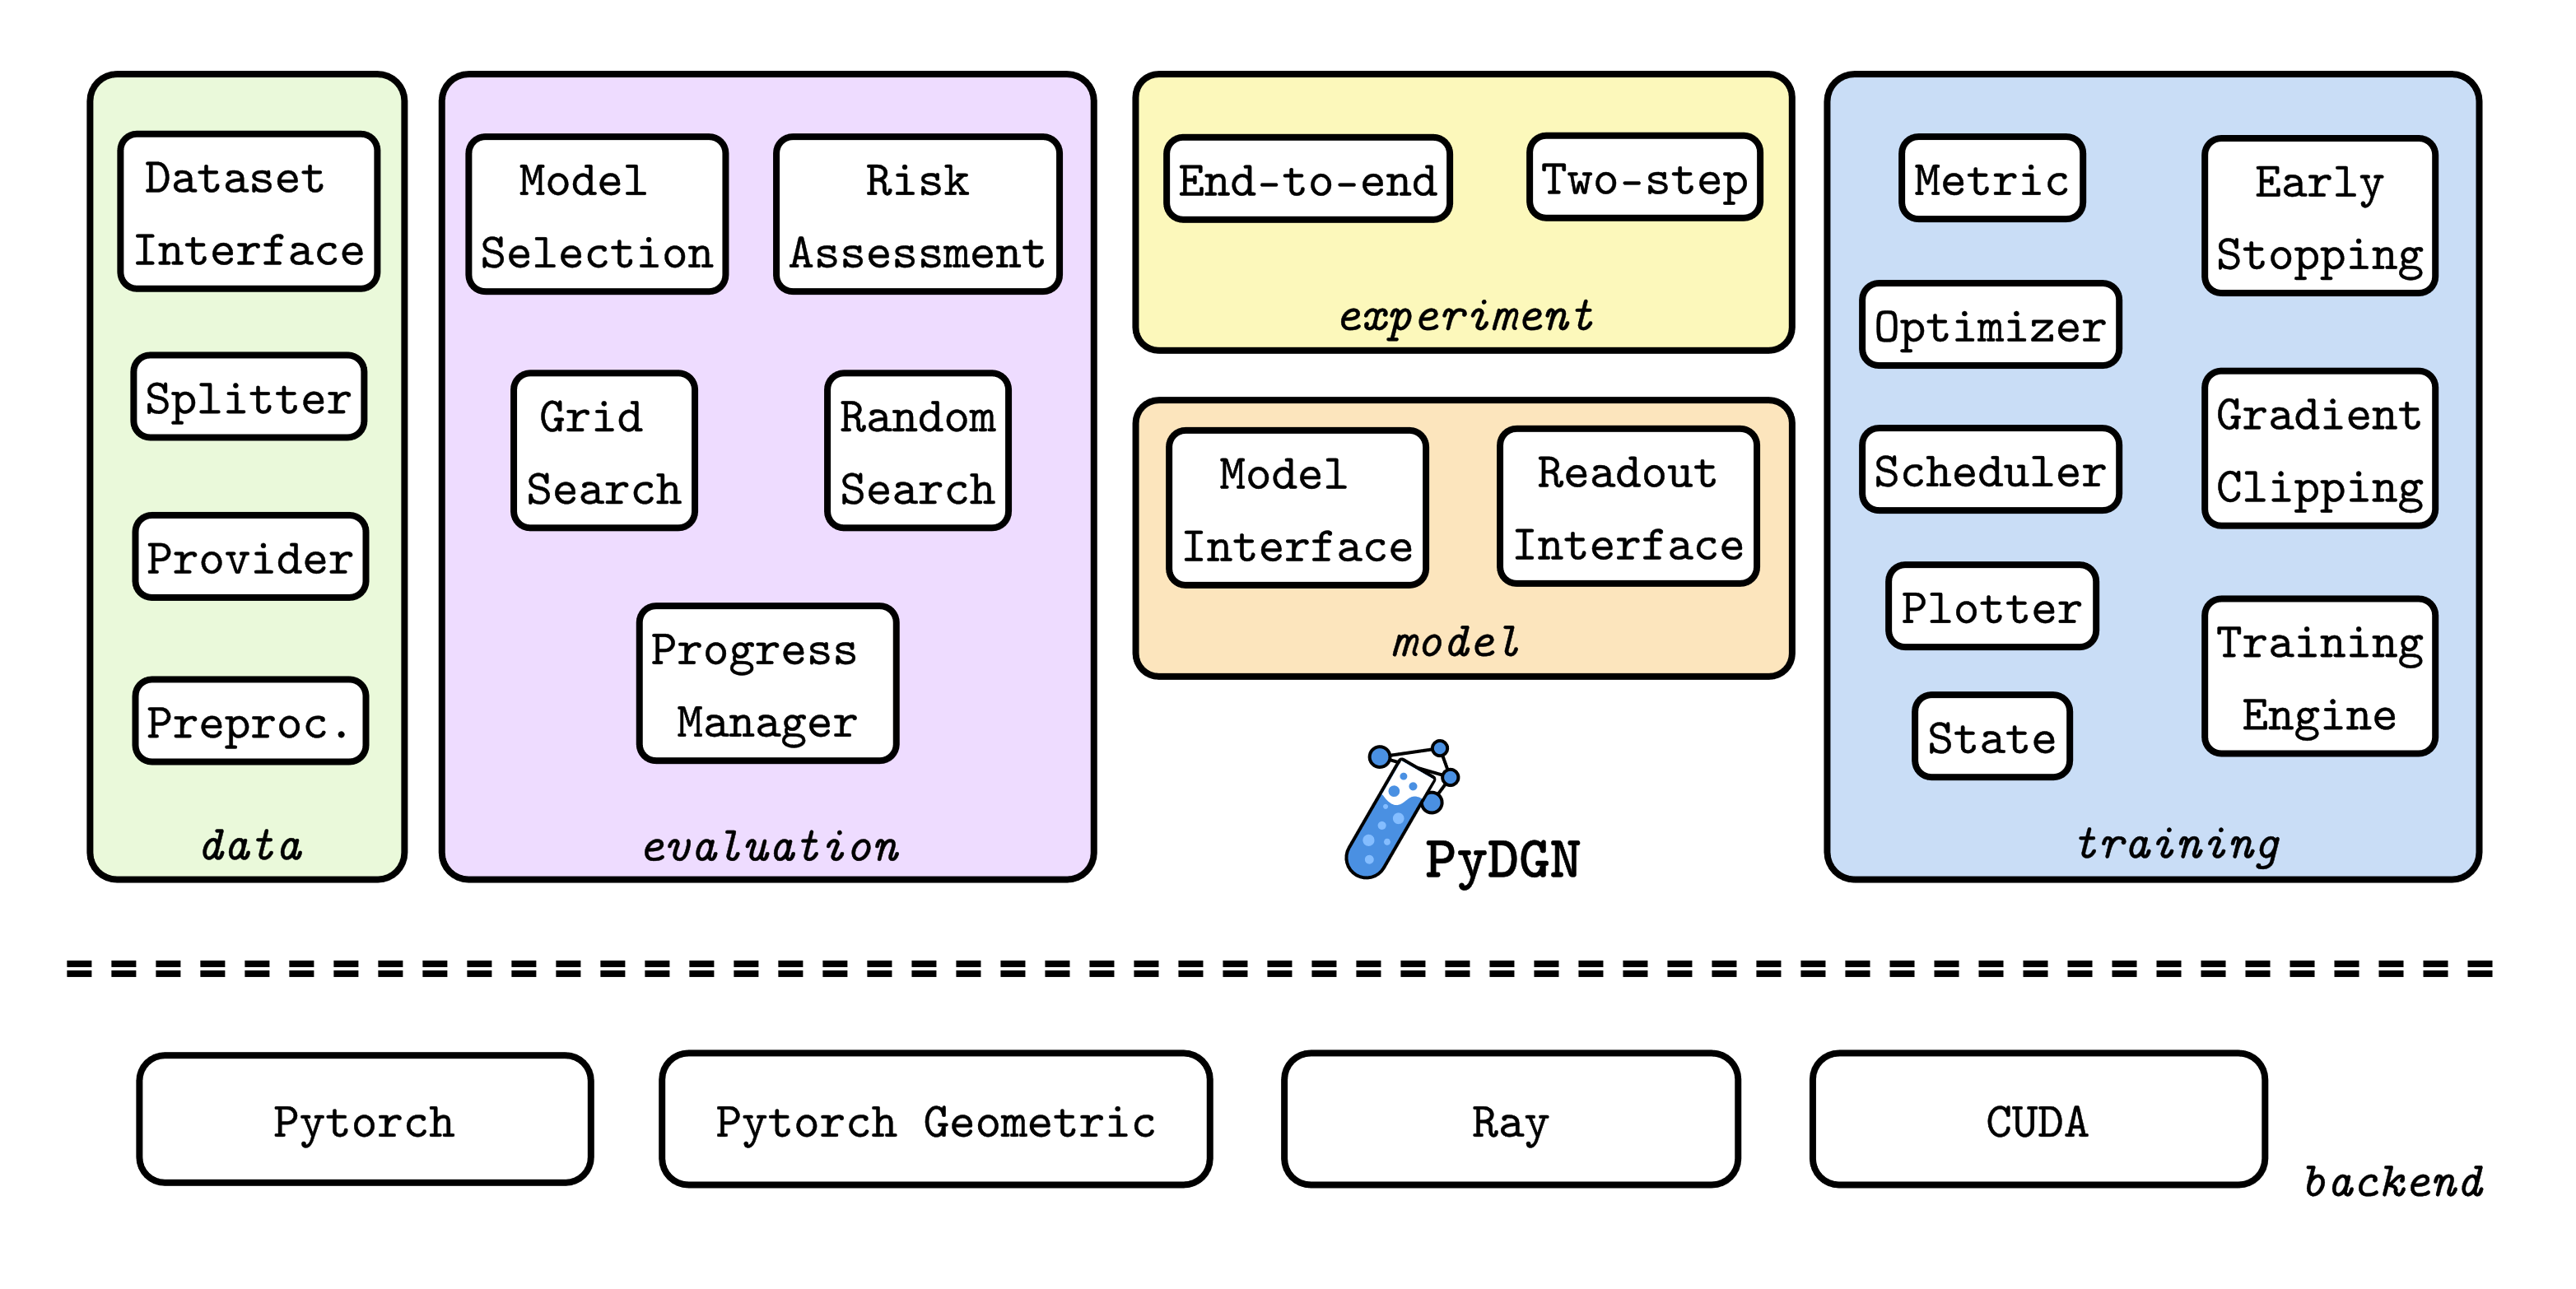 Dataset
Interface
Splitter
Provider
Preproc.
data
Model
Selection
Risk
Assessment
Grid
Search
Random
Search
Progress
Manager
evaluation
End-to-end
Two-step
experiment
Model
Interface
Readout
Interface
model
PyDGN
Metric
Optimizer
Scheduler
Plotter
State
Early
Stopping
Gradient
Clipping
Training
Engine
training
Pytorch
Pytorch Geometric
Ray
CUDA
backend